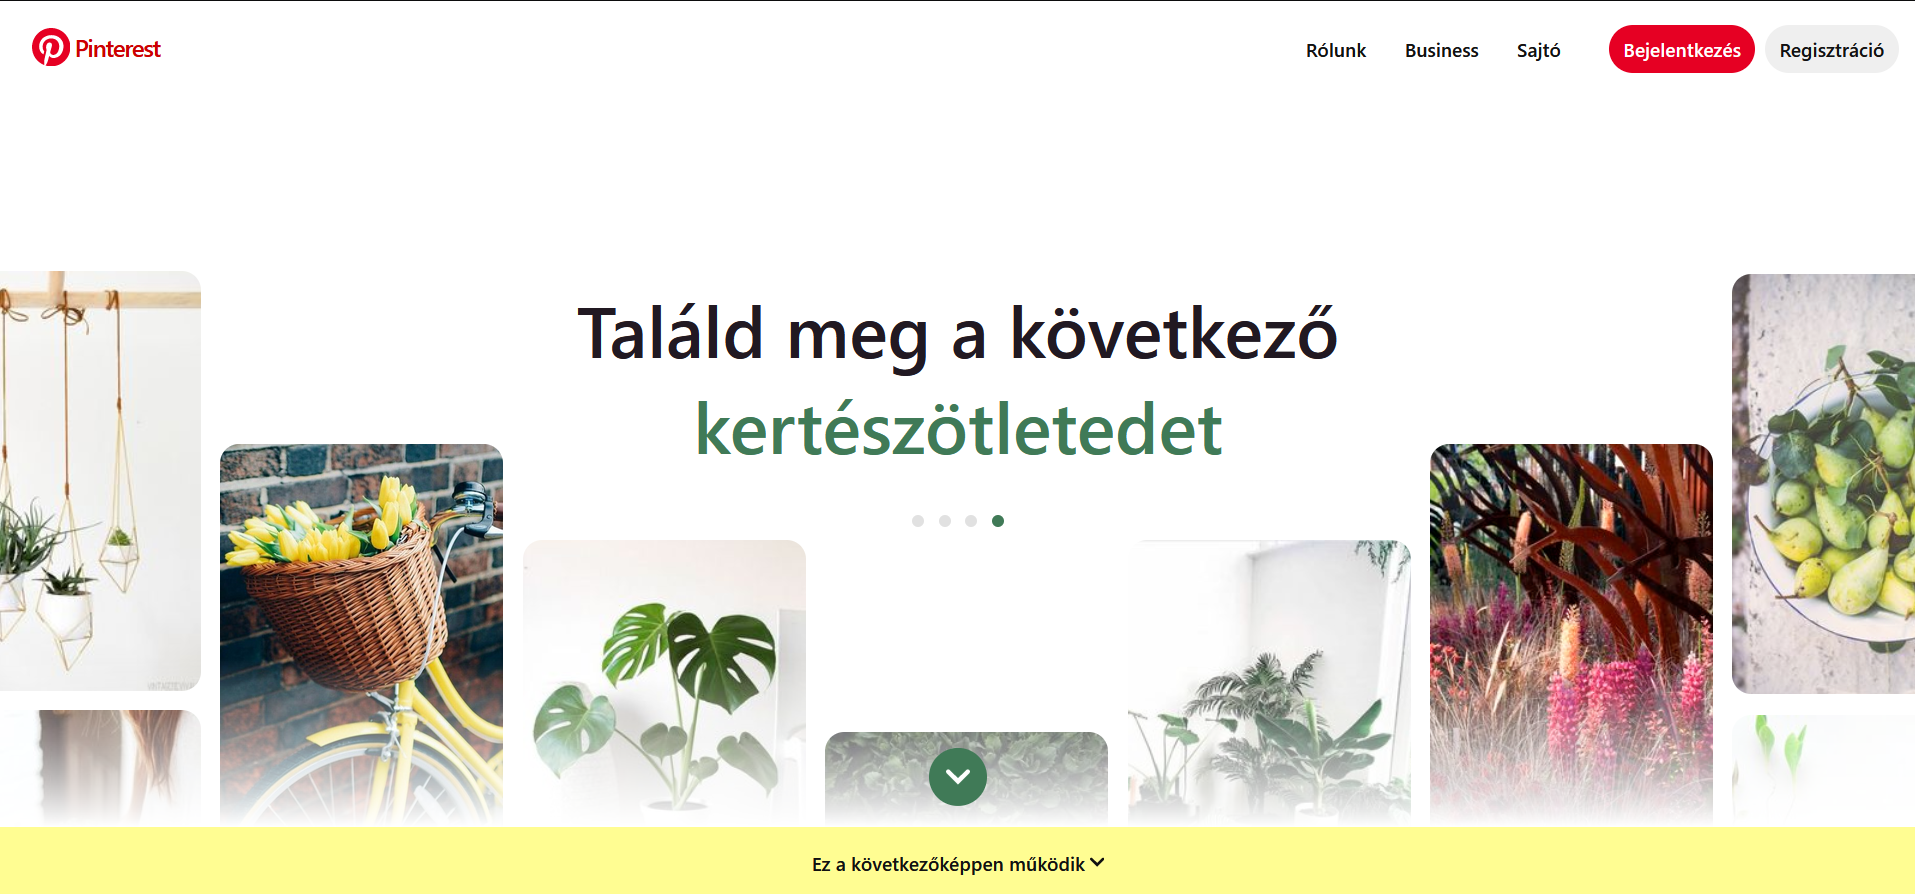 Pinterest
Rólunk
Business
Sajtó
Bejelentkezés
Regisztráció
Találd meg a következő
kertészötletedet
Ez a következőképpen működik